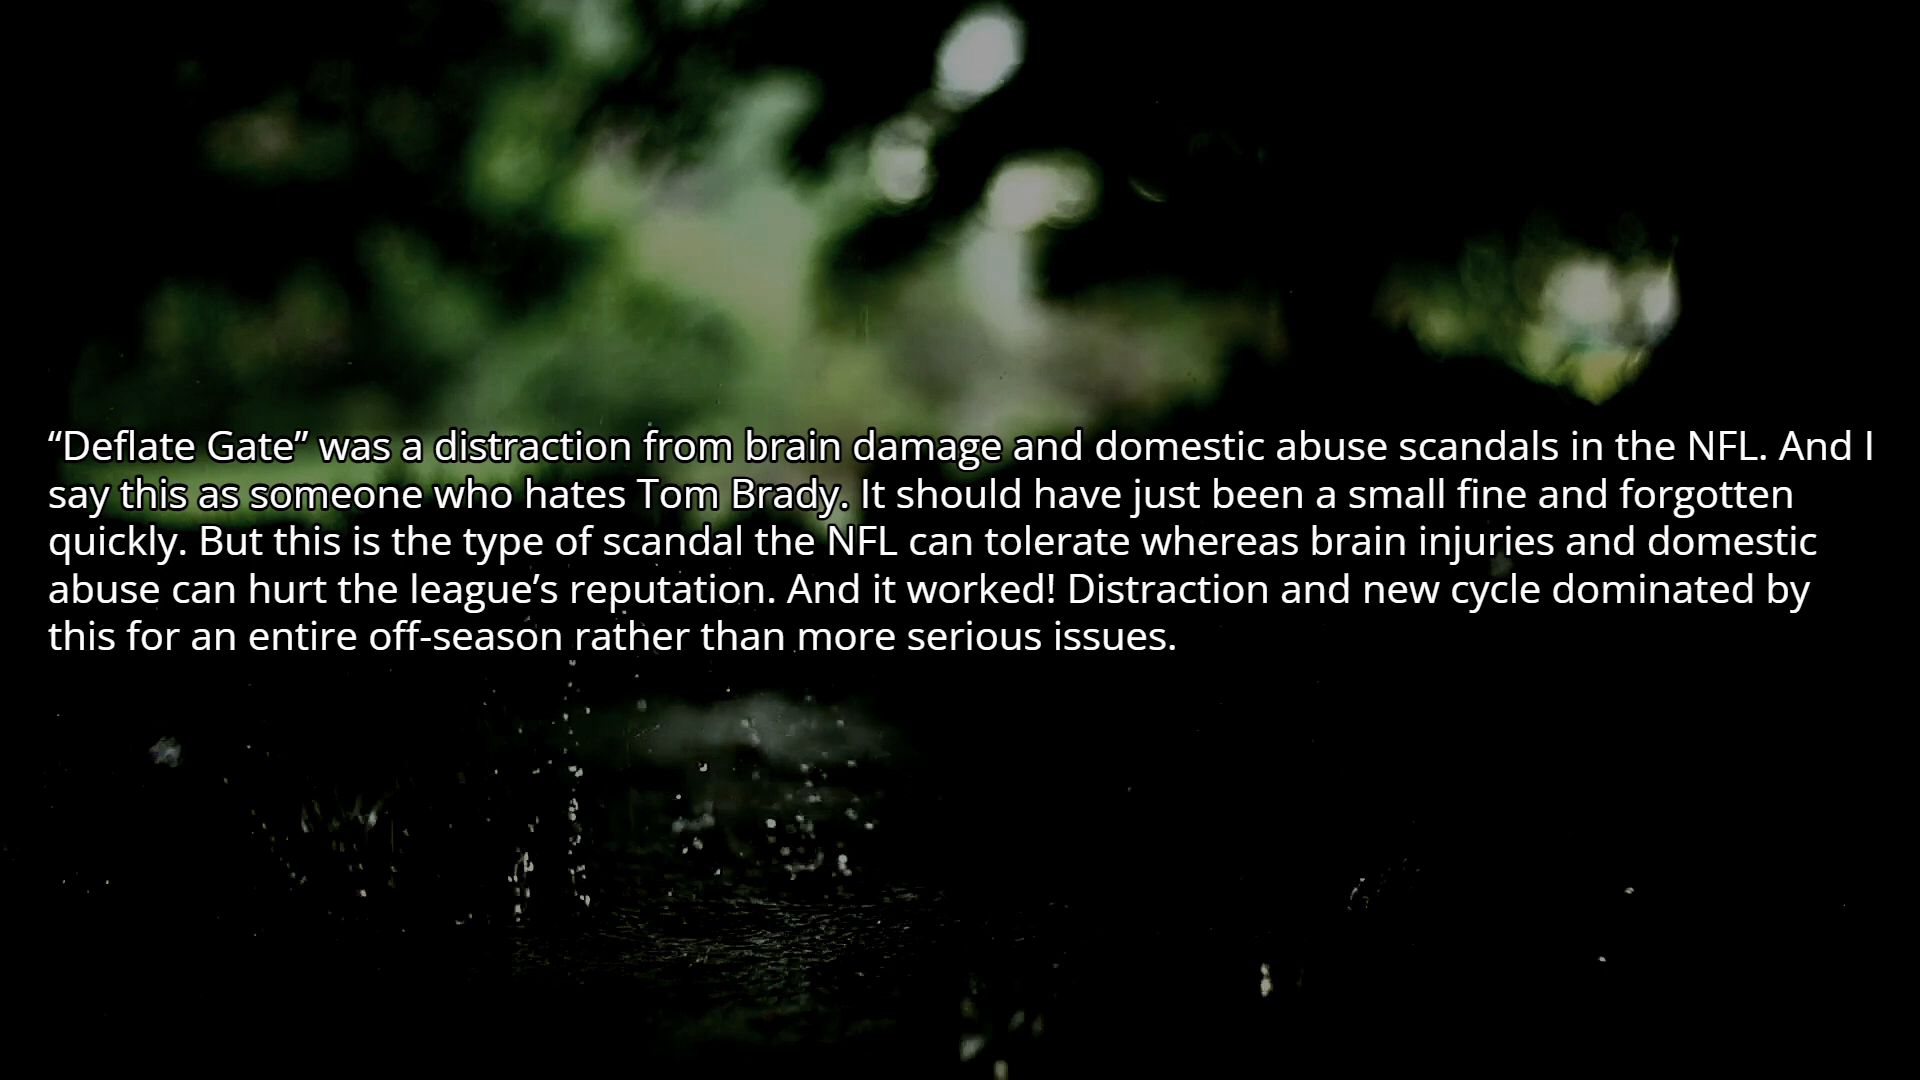 “Deflate Gate” was a distraction from brain damage and domestic abuse scandals in the NFL. And I
say this as someone who hates Tom Brady. It should have just been a small fine and forgotten
quickly. But this is the type of scandal the NFL can tolerate whereas brain injuries and domestic
abuse can hurt the league’s reputation. And it worked! Distraction and new cycle dominated by
this for an entire off-season rather than more serious issues.